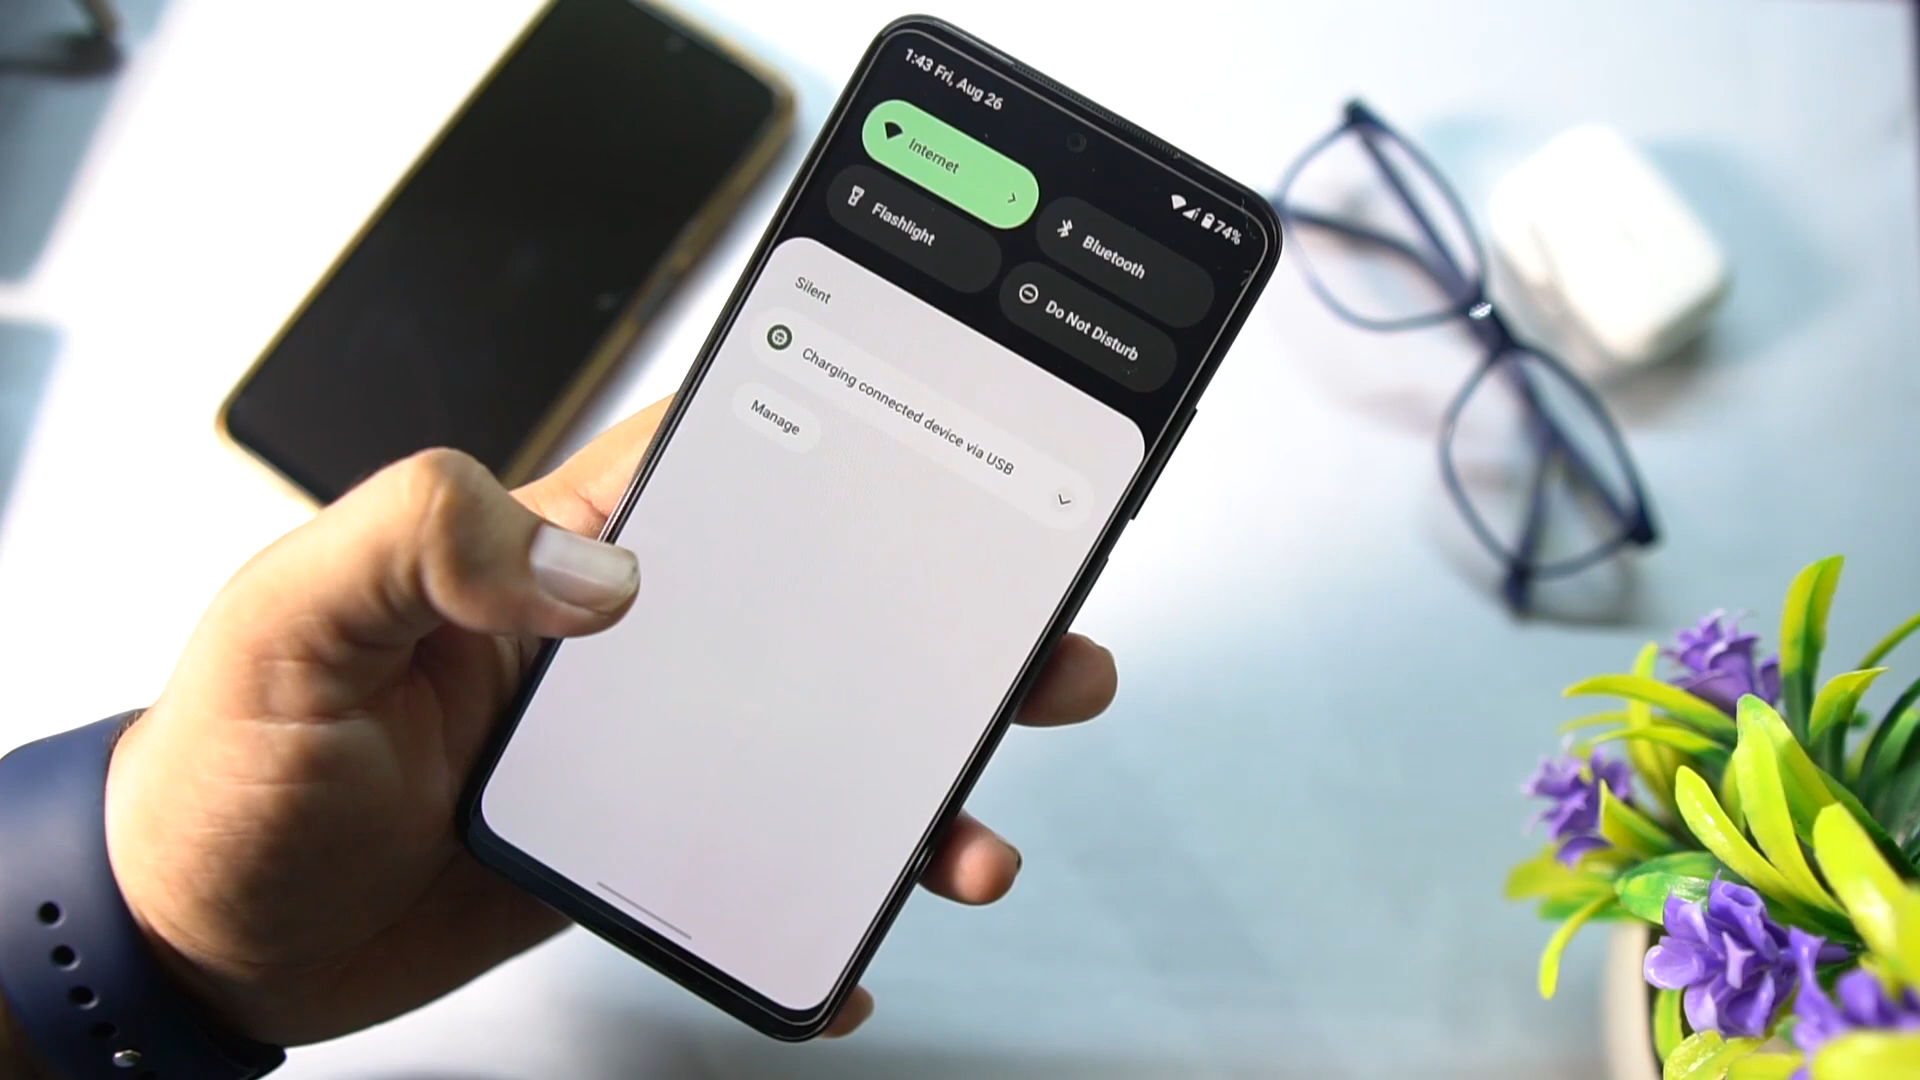 1:43 Fri, Aug 26
74%
Internet
Bluetooth
Flashlight
Do Not Disturb
Silent
Charging connected device via USB
Manage